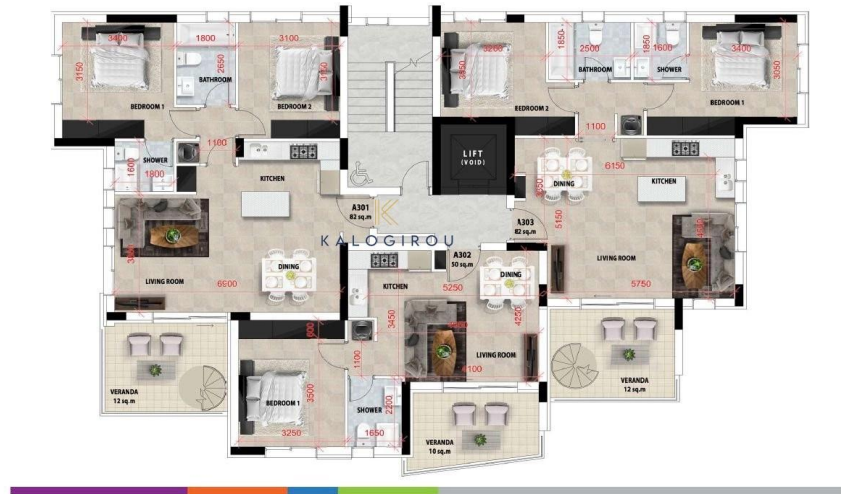 3400
1800
3100
3150
2650
3150
BATHROOM
BEDROOM 1
BEDROOM 2
1100
SHOWER
1600
1800
KITCHEN
A301
82 sq.m
LIVING ROOM
6900
DINING
VERANDA
12 sq.m
LIFT
(VOID)
KALOGIROU
3200
1850
2500
1850
1600
3400
3050
BATHROOM
SHOWER
BEDROOM 2
BEDROOM 1
1100
6150
DINING
KITCHEN
A303
82 sq.m
5150
LIVING ROOM
5750
VERANDA
12 sq.m
A302
50 sq.m
KITCHEN
5250
DINING
3450
4250
LIVING ROOM
4100
600
1100
BEDROOM 1
3500
3250
SHOWER
2200
1650
VERANDA
10 sq.m